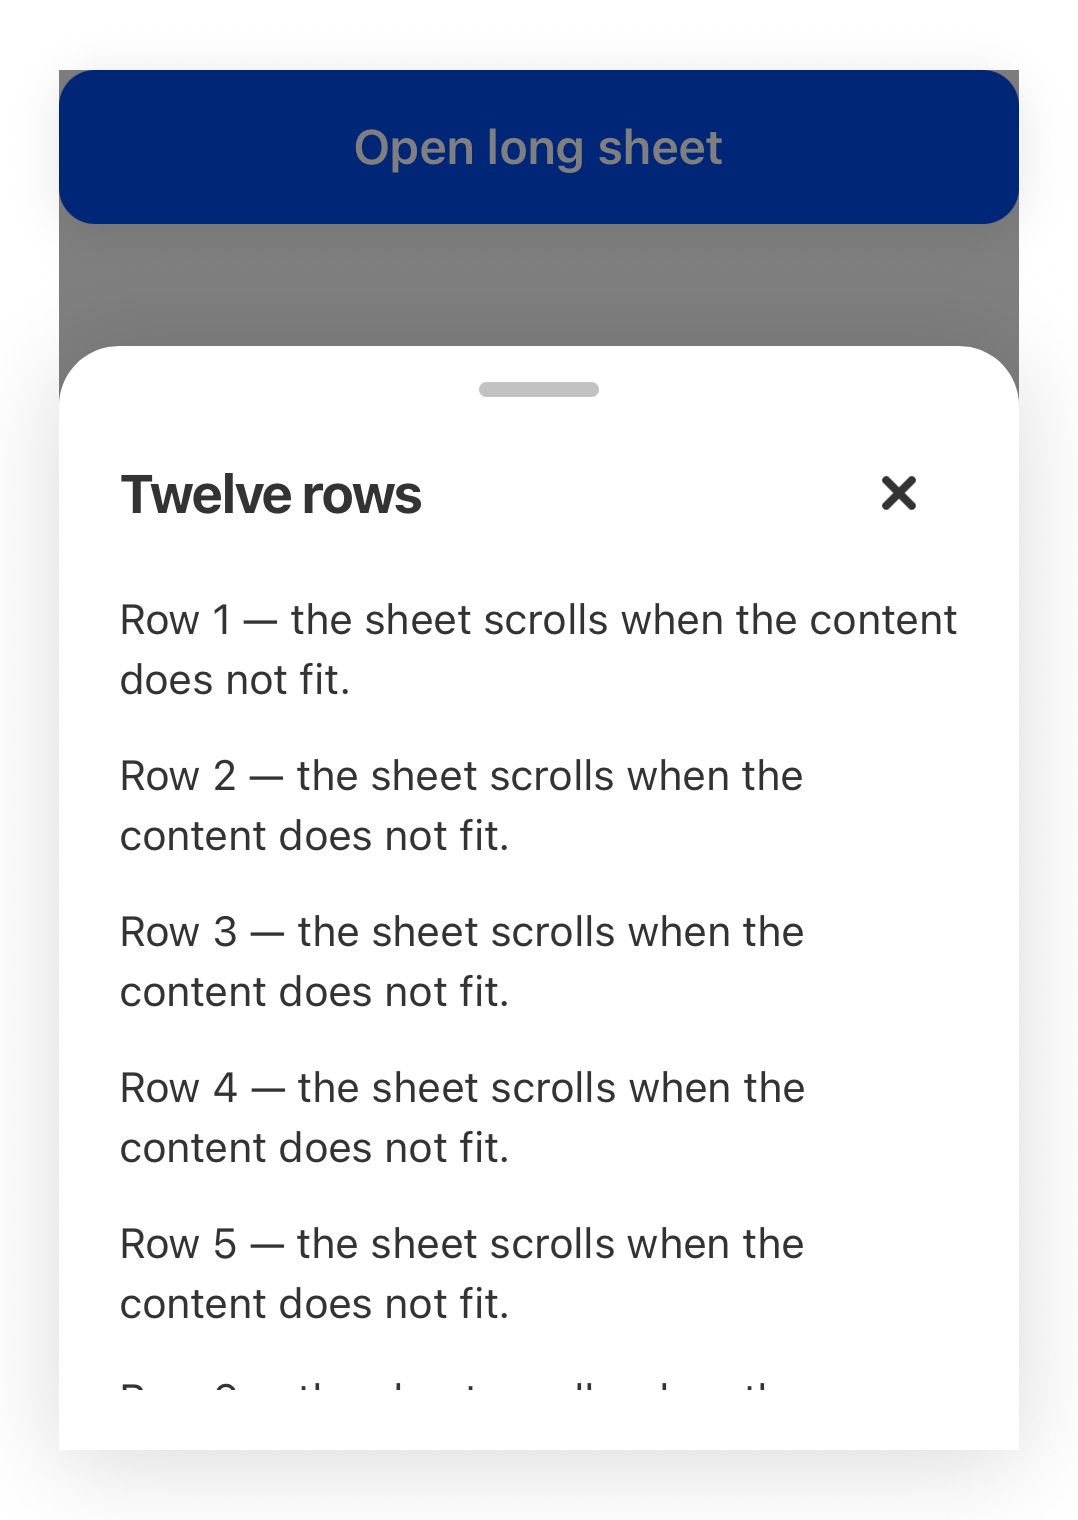 Open long sheet
Twelve rows
Row 1 — the sheet scrolls when the content
does not fit.
Row 2 — the sheet scrolls when the
content does not fit.
Row 3 — the sheet scrolls when the
content does not fit.
Row 4 — the sheet scrolls when the
content does not fit.
Row 5 — the sheet scrolls when the
content does not fit.